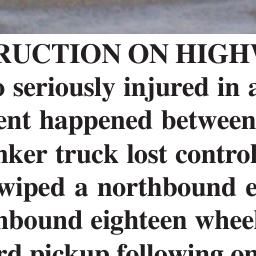 RUCTION ON HIGHW
o seriously injured in a
ent happened between
nker truck lost control
wiped a northbound e
hbound eighteen wheel
rd pickup following on